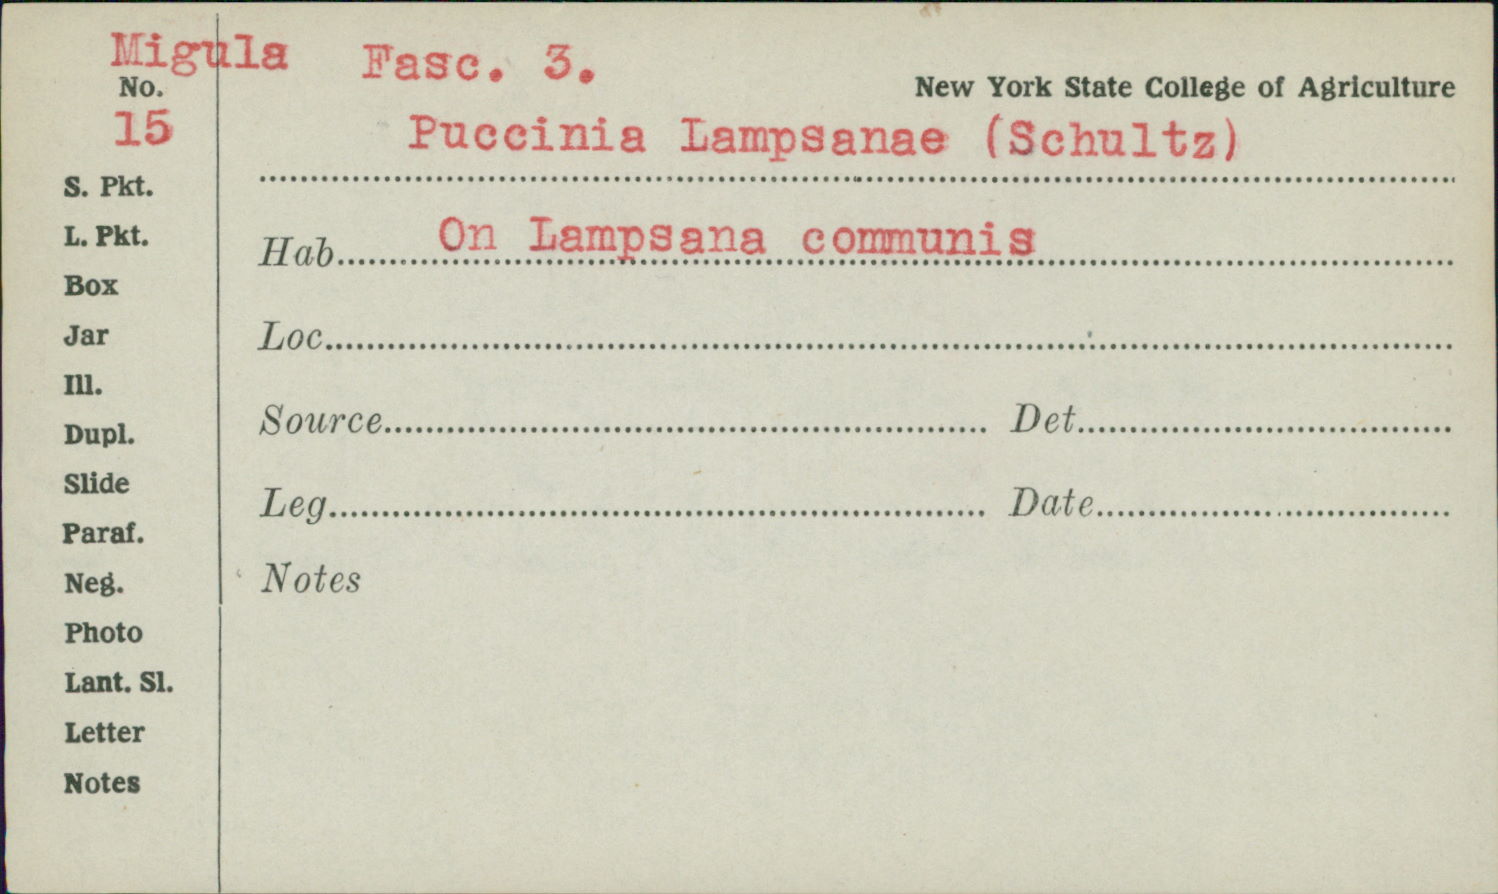 Migula Fasc. 3.
No. New York State College of Agriculture
15 Puccinia Lampsanae (Schultz)
S. Pkt.
L. Pkt.
Hab. On Lampsana communis
Box
Jar
Loc.
Ill.
Dupl.
Source Det.
Slide
Leg. Date
Paraf.
Neg.
Notes
Photo
Lant. Sl.
Letter
Notes